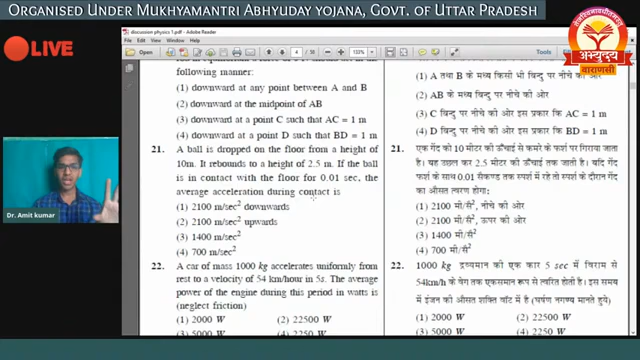 ORGANISED UNDER MUKHYAMANTRI ABHYUDAY YOJANA, GOVT. OF UTTAR PRADESH
LIVE
अभ्युदय
वाराणसी
discussion physics 1.pdf - Adobe Reader
File Edit View Window Help
Open
4 / 18
133%
Tools Fill & Sign Comment
following manner:
(1) downward at any point between A and B
(2) downward at the midpoint of AB
(3) downward at a point C such that AC = 1 m
(4) downward at a point D such that BD = 1 m
21. A ball is dropped on the floor from a height of
10m. It rebounds to a height of 2.5 m. If the ball
is in contact with the floor for 0.01 sec, the
average acceleration during contact is
(1) 2100 m/sec² downwards
(2) 2100 m/sec² upwards
(3) 1400 m/sec²
(4) 700 m/sec²
22. A car of mass 1000 kg accelerates uniformly from
rest to a velocity of 54 km/hour in 5s. The average
power of the engine during this period in watts is
(neglect friction)
(1) 2000 W (2) 22500 W
(3) 5000 W (4) 2250 W
(1) A तथा B के मध्य किसी भी बिन्दु पर नीचे की ओर
(2) AB के मध्य बिन्दु पर नीचे की ओर
(3) C बिन्दु पर नीचे की ओर इस प्रकार कि AC = 1 m
(4) D बिन्दु पर नीचे की ओर इस प्रकार कि BD = 1 m
21. एक गेंद को 10 मीटर की ऊँचाई से कमरे के फर्श पर गिराया जाता है।
यह उछल कर 2.5 मीटर की ऊँचाई तक जाती है। यदि गेंद
फर्श के साथ 0.01 सैकण्ड तक स्पर्श में रहे तो स्पर्श के दौरान गेंद
का औसत त्वरण होगा:
(1) 2100 मी/सै², नीचे की ओर
(2) 2100 मी/सै², ऊपर की ओर
(3) 1400 मी/सै²
(4) 700 मी/सै²
22. 1000 kg द्रव्यमान की एक कार 5 sec में विराम से
54km/h के वेग तक एकसमान रूप से त्वरित होती है। इस समय
में इंजन की औसत शक्ति वॉट में है। (घर्षण नगण्य मानते हुये)
(1) 2000 W (2) 22500 W
(3) 5000 W (4) 2250 W
Dr. Amit kumar